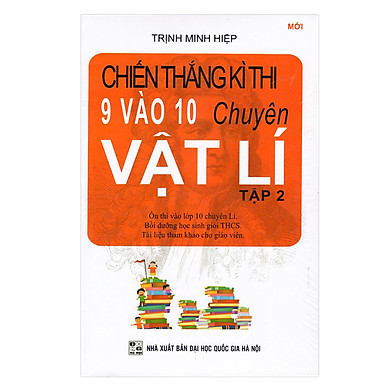 MỚI
TRỊNH MINH HIỆP
CHIẾN THẮNG KÌ THI
9 VÀO 10 Chuyên
VẬT LÍ
TẬP 2
Ôn thi vào lớp 10 chuyên Lí.
Bồi dưỡng học sinh giỏi THCS.
Tài liệu tham khảo cho giáo viên.
NHÀ XUẤT BẢN ĐẠI HỌC QUỐC GIA HÀ NỘI